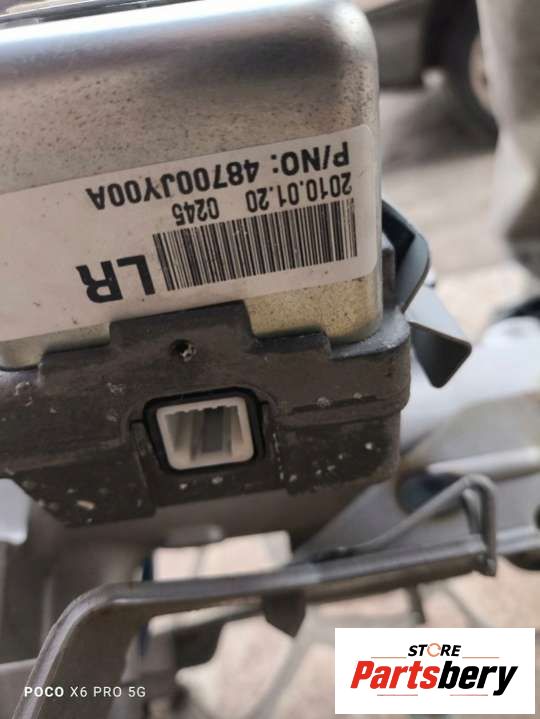 P/NO: 48700JY00A
2010.01.20 0245
LR
STORE
Partsbery
POCO X6 PRO 5G